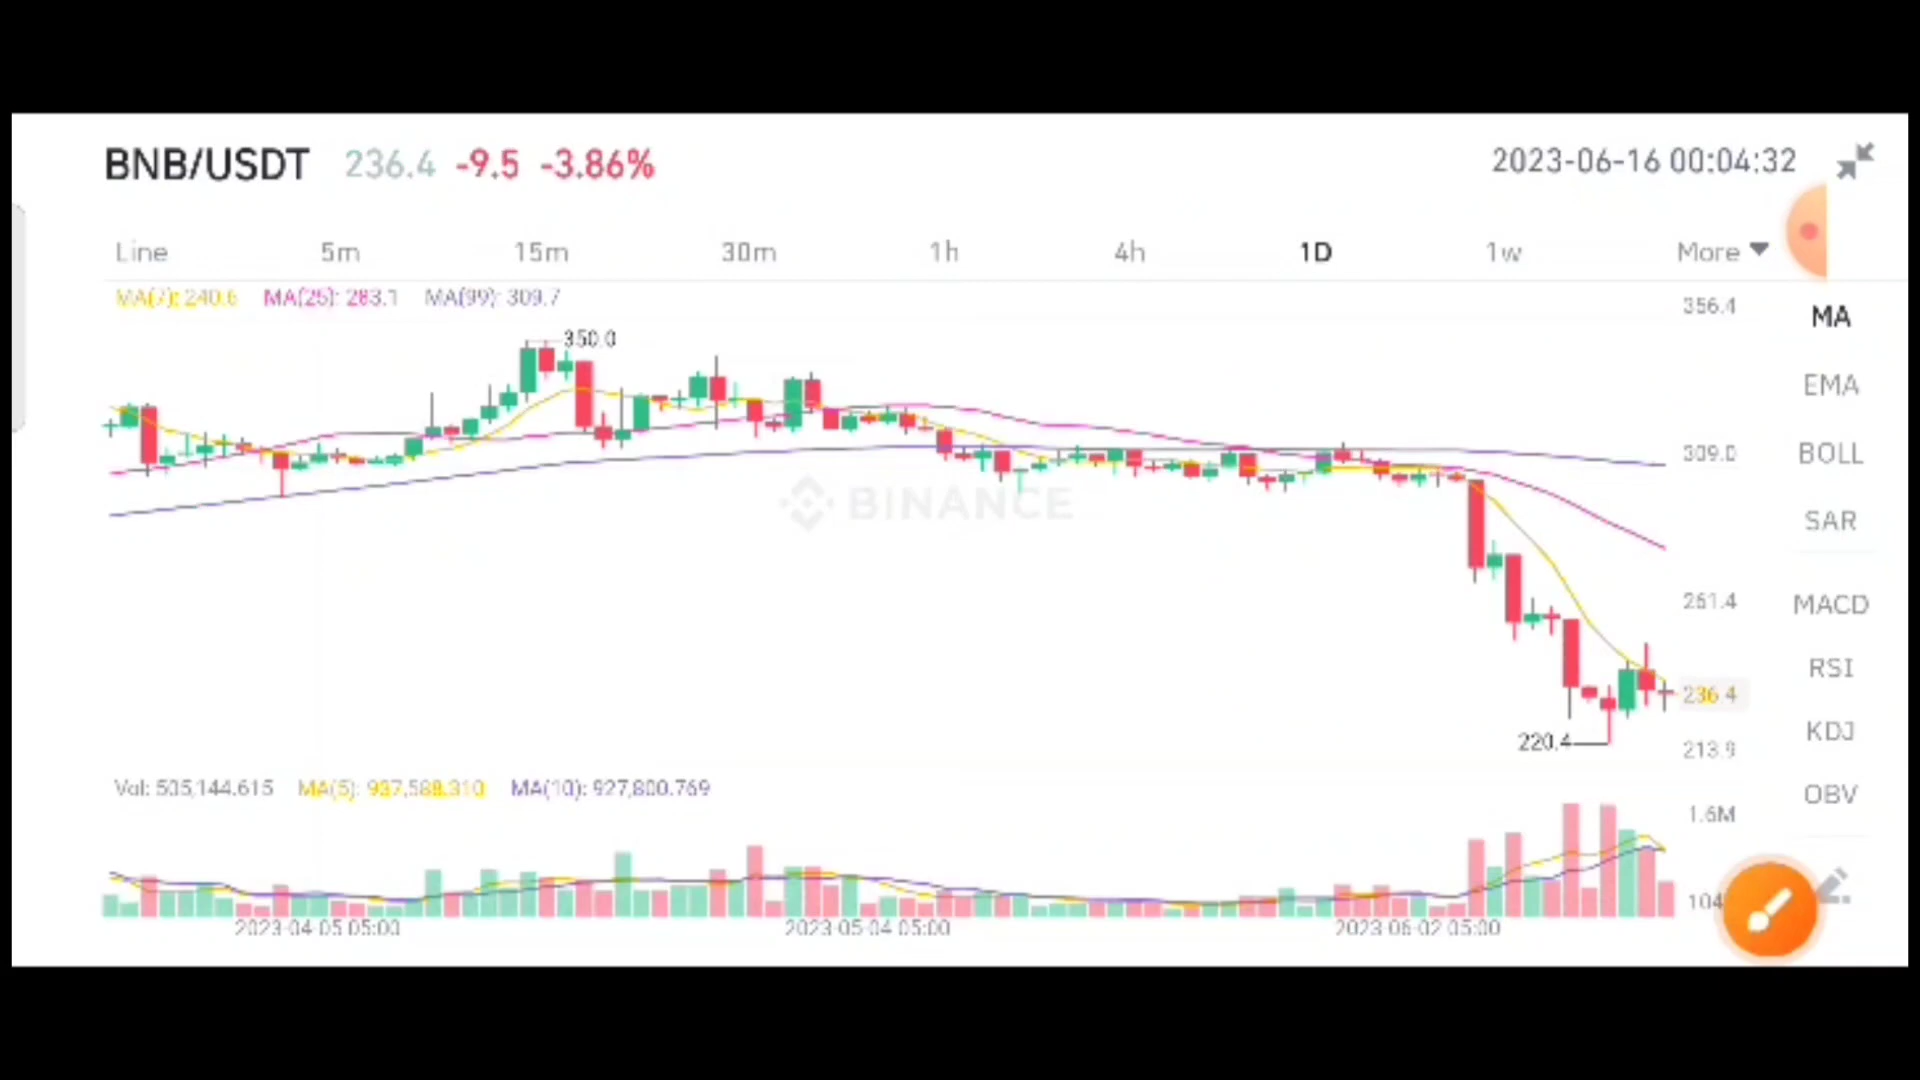 BNB/USDT 236.4 -9.5 -3.86% 2023-06-16 00:04:32
Line 5m 15m 30m 1h 4h 1D 1w More
MA(7): 240.6 MA(25): 283.1 MA(99): 309.7
356.4
MA
350.0
EMA
BOLL
309.0
BINANCE
SAR
261.4
MACD
RSI
236.4
KDJ
220.4
213.9
Vol: 505,144.615 MA(5): 937,588.310 MA(10): 927,800.769
OBV
1.6M
104
2023-04-05 05:00 2023-05-04 05:00 2023-06-02 05:00